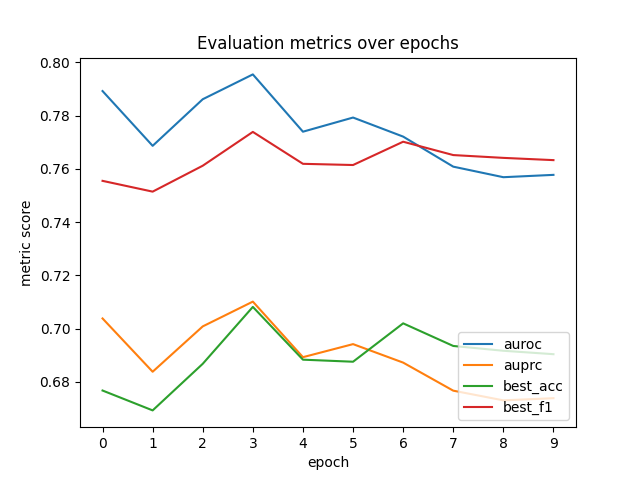 Evaluation metrics over epochs
metric score
0.80
0.78
0.76
0.74
0.72
0.70
0.68
auroc
auprc
best_acc
best_f1
0 1 2 3 4 5 6 7 8 9
epoch